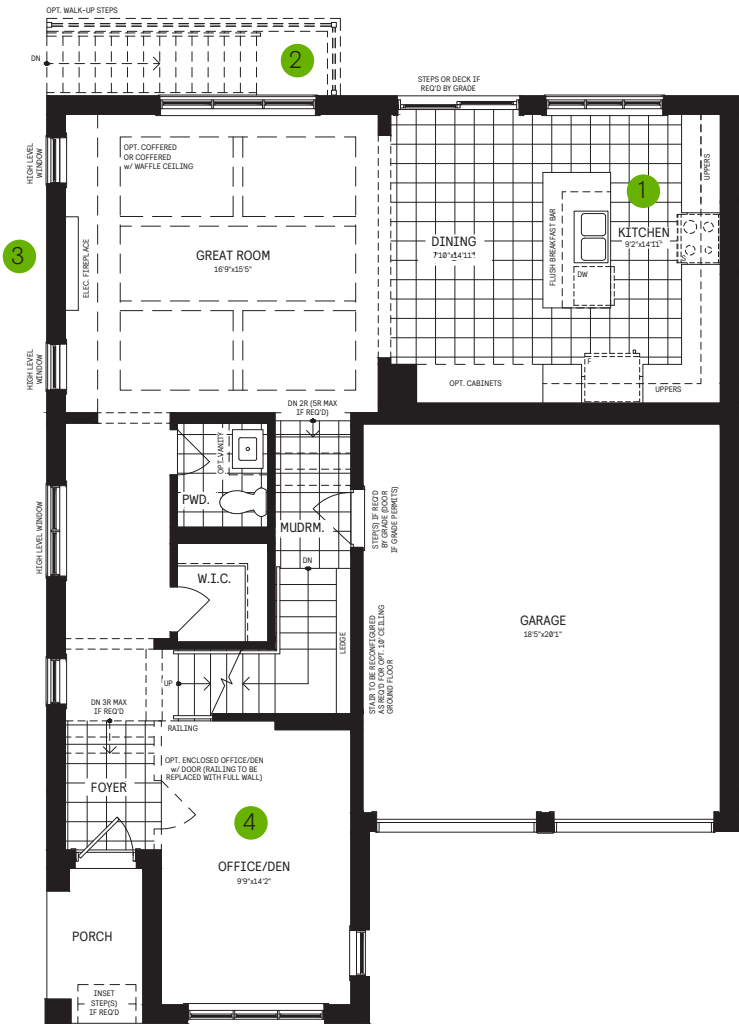 OPT. WALK-UP STEPS
DN
2
STEPS OR DECK IF
REQ'D BY GRADE
HIGH LEVEL
WINDOW
OPT. COFFERED
OR COFFERED
w/ WAFFLE CEILING
UPPERS
1
3
ELEC. FIREPLACE
GREAT ROOM
16'9"x15'5"
DINING
7'10"x14'11"
FLUSH BREAKFAST BAR
KITCHEN
9'2"x14'11"
S
DW
HIGH LEVEL
WINDOW
F
OPT. CABINETS
UPPERS
DN 2R (5R MAX
IF REQ'D)
OPT. VANITY
PWD.
MUDRM.
HIGH LEVEL WINDOW
STEP(S) IF REQ'D
BY GRADE (DOOR
IF GRADE PERMITS)
DN
W.I.C.
LEDGE
GARAGE
18'5"x20'1"
STAIR TO BE RECONFIGURED
AS REQ'D FOR OPT. 10' CEILING
GROUND FLOOR
UP
DN 3R MAX
IF REQ'D
RAILING
OPT. ENCLOSED OFFICE/DEN
w/ DOOR (RAILING TO BE
REPLACED WITH FULL WALL)
FOYER
4
OFFICE/DEN
9'9"x14'2"
PORCH
INSET
STEP(S)
IF REQ'D